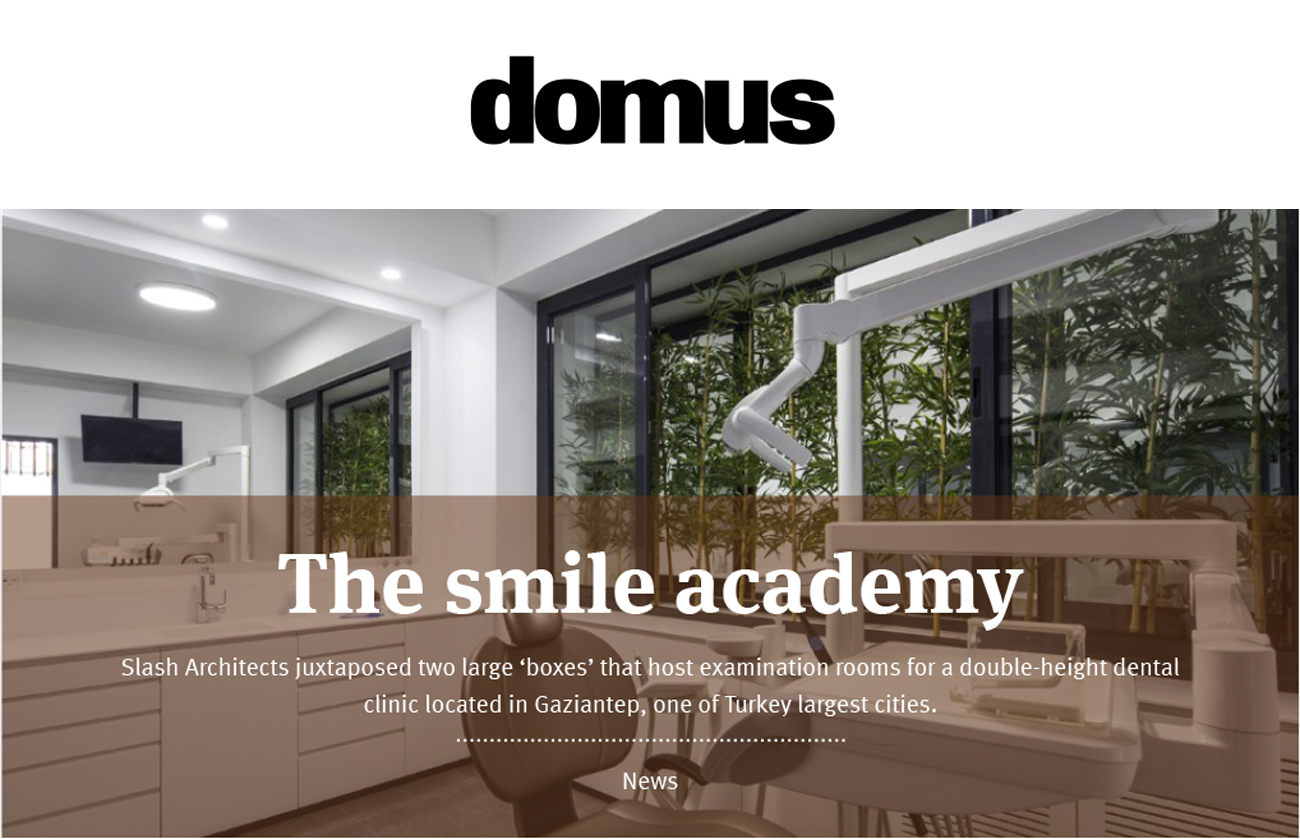 domus
The smile academy
Slash Architects juxtaposed two large ‘boxes’ that host examination rooms for a double-height dental
clinic located in Gaziantep, one of Turkey largest cities.
News